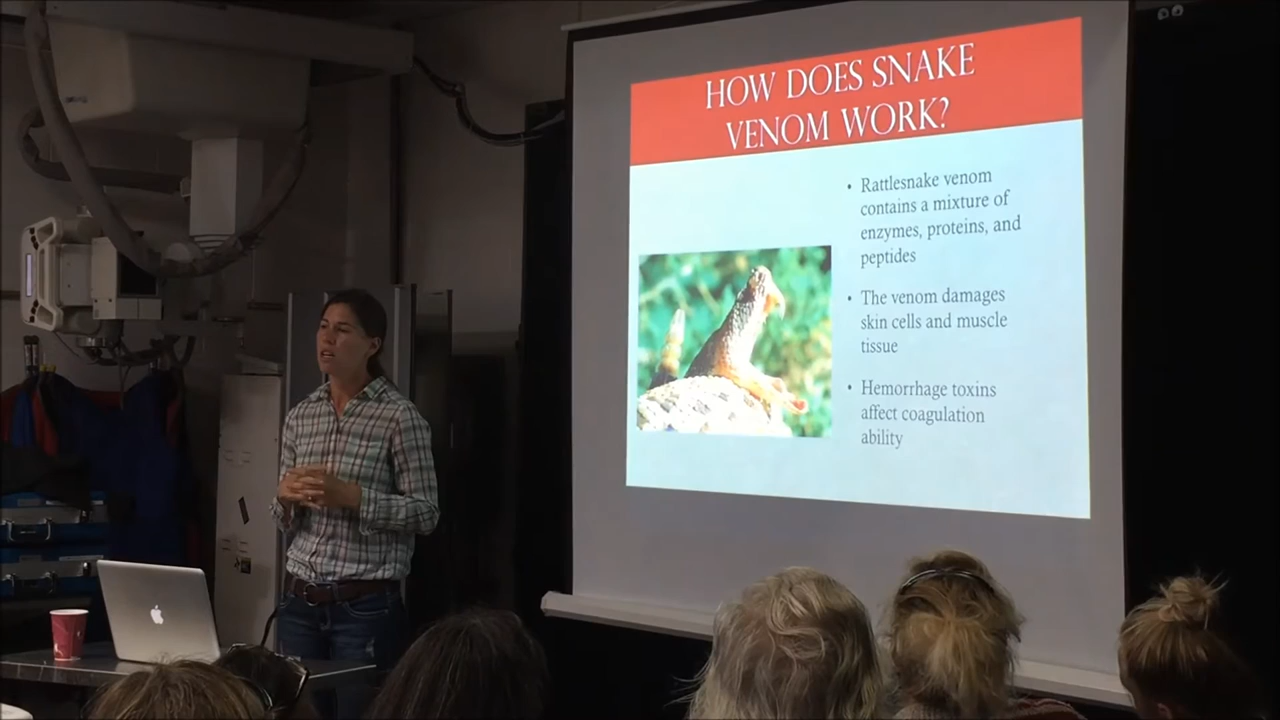 HOW DOES SNAKE
VENOM WORK?
• Rattlesnake venom
contains a mixture of
enzymes, proteins, and
peptides
• The venom damages
skin cells and muscle
tissue
• Hemorrhage toxins
affect coagulation
ability